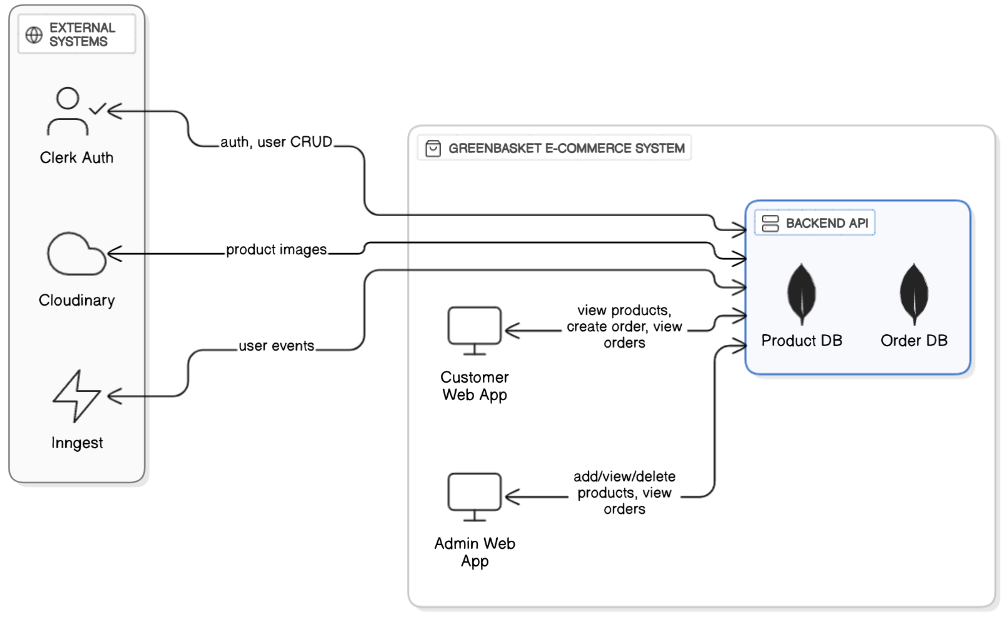 EXTERNAL
SYSTEMS
Clerk Auth
auth, user CRUD
GREENBASKET E-COMMERCE SYSTEM
BACKEND API
product images
Cloudinary
view products,
create order, view
orders
Product DB
Order DB
user events
Customer
Web App
Inngest
add/view/delete
products, view
orders
Admin Web
App